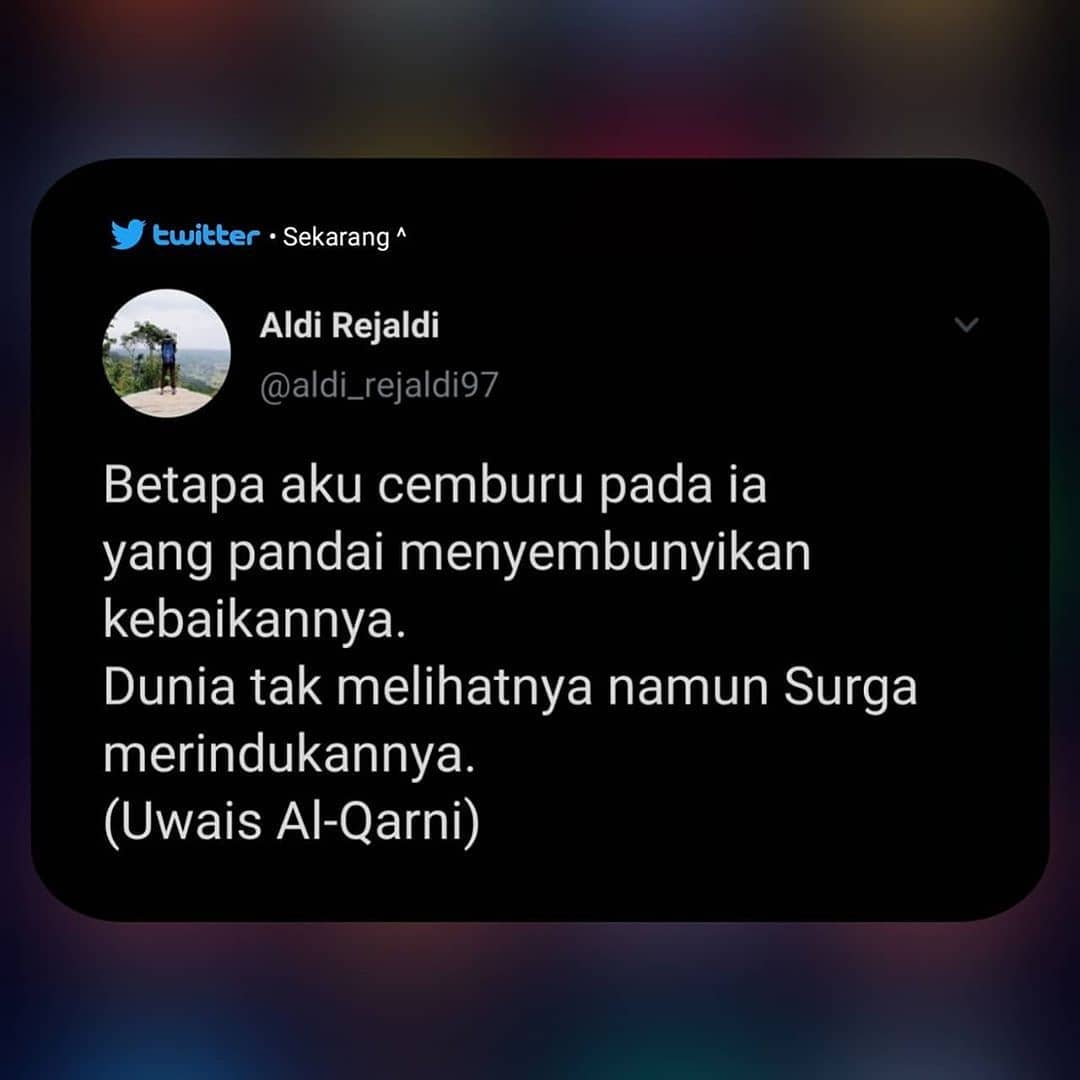 twitter • Sekarang ^
Aldi Rejaldi
@aldi_rejaldi97
Betapa aku cemburu pada ia
yang pandai menyembunyikan
kebaikannya.
Dunia tak melihatnya namun Surga
merindukannya.
(Uwais Al-Qarni)